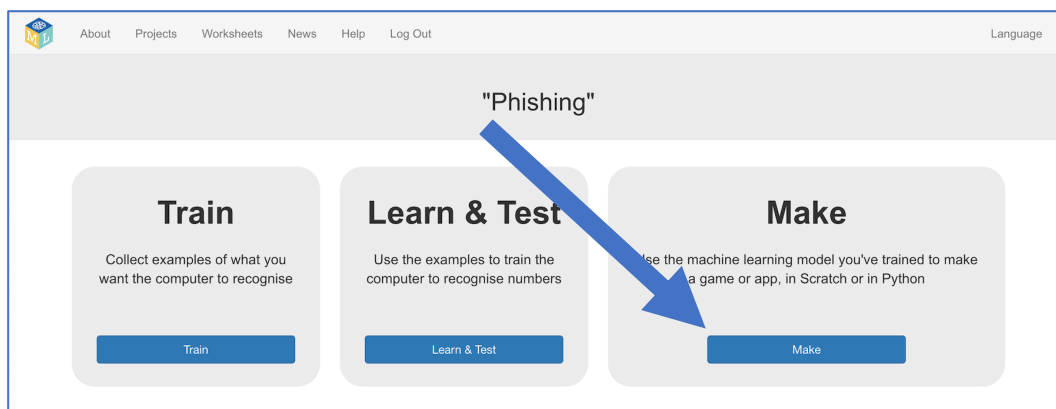 ML
About Projects Worksheets News Help Log Out Language
"Phishing"
Train
Collect examples of what you
want the computer to recognise
Train
Learn & Test
Use the examples to train the
computer to recognise numbers
Learn & Test
Make
se the machine learning model you've trained to make
a game or app, in Scratch or in Python
Make